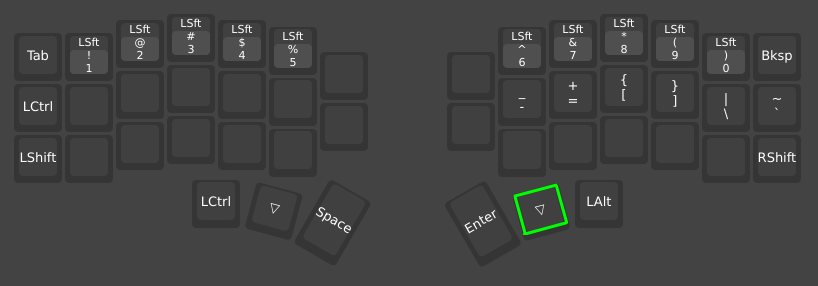 Tab LSft ! 1 LSft @ 2 LSft # 3 LSft $ 4 LSft % 5 LSft ^ 6 LSft & 7 LSft * 8 LSft ( 9 LSft ) 0 Bksp
LCtrl _ - + = { [ } ] | \ ~ `
LShift RShift
LCtrl ▽ Space Enter ▽ LAlt